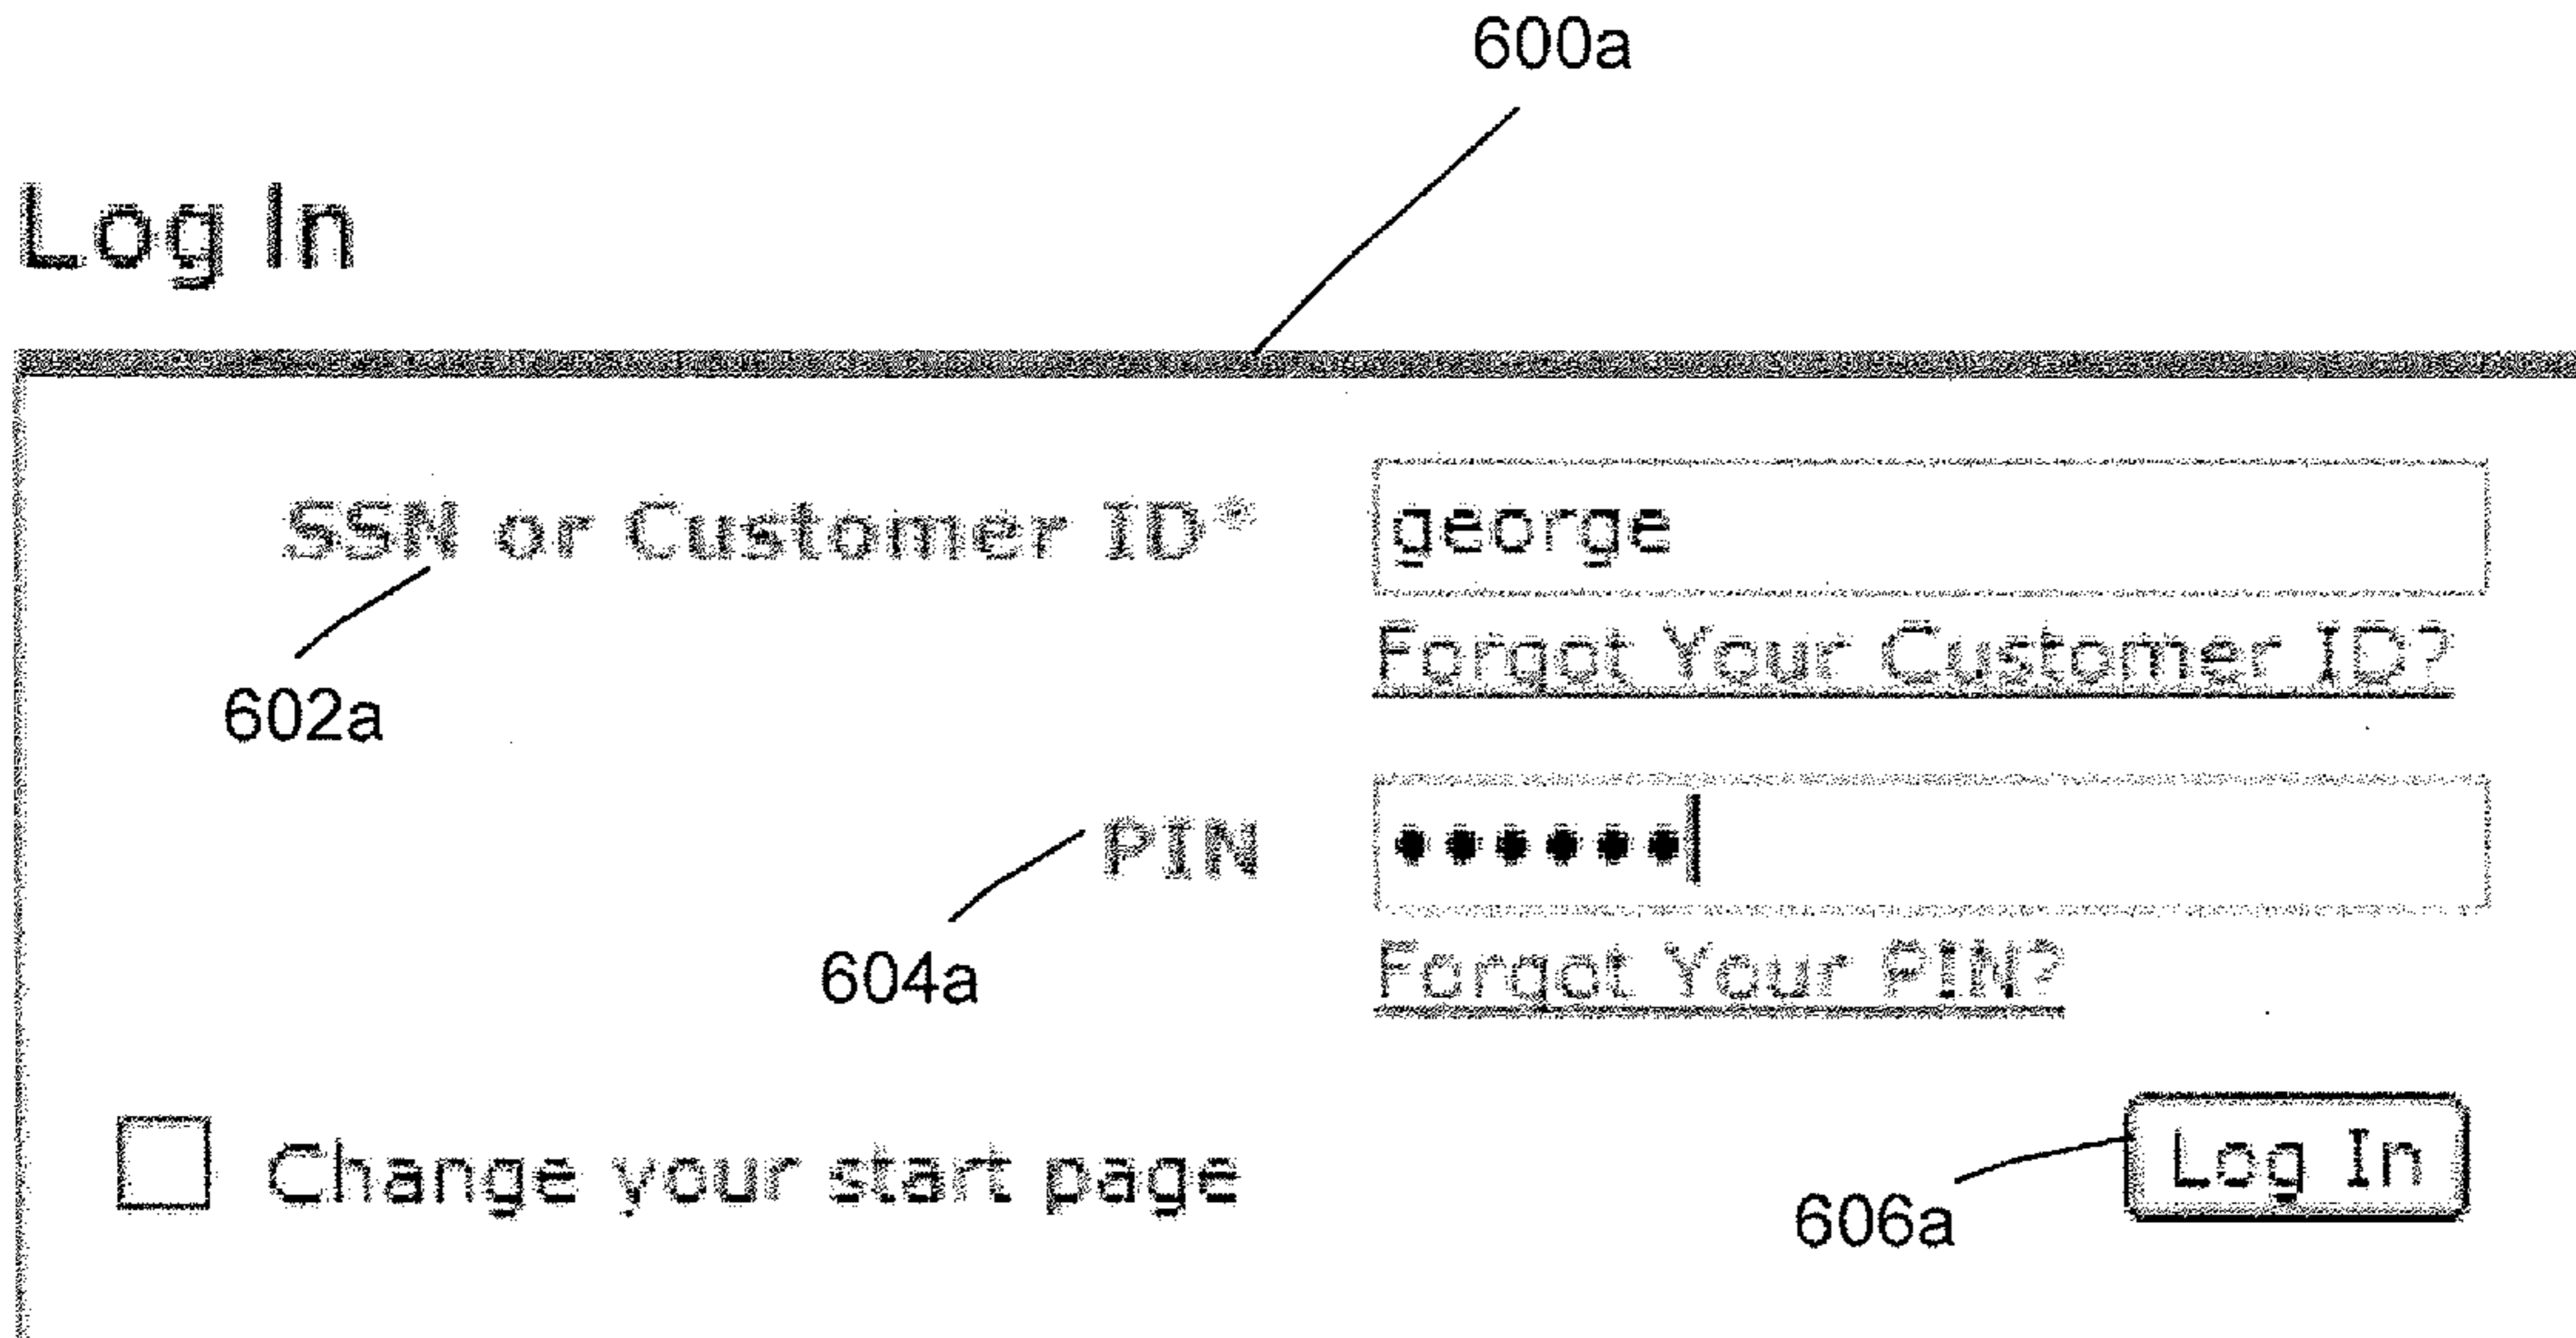 600a
Log In
SSN or Customer ID* george
Forgot Your Customer ID?
602a
PIN ••••••
604a
Forgot Your PIN?
Change your start page Log In
606a